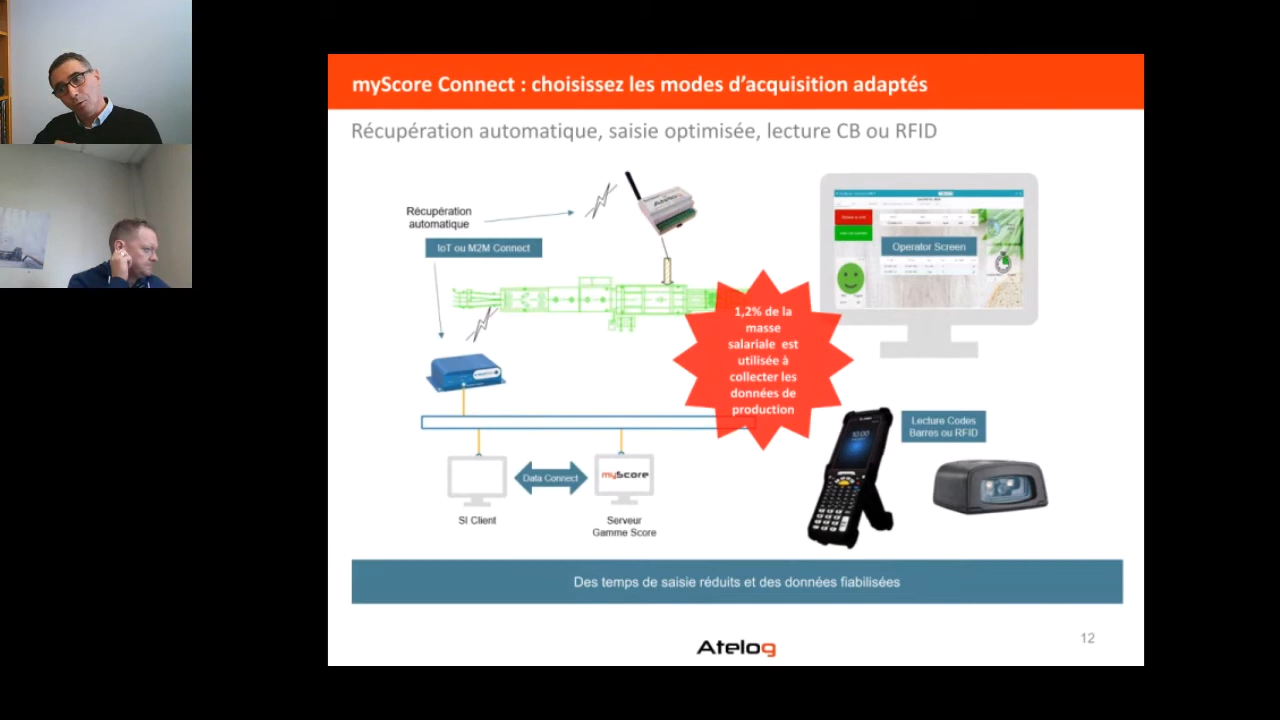 myScore Connect : choisissez les modes d'acquisition adaptés
Récupération automatique, saisie optimisée, lecture CB ou RFID
Récupération
automatique
IoT ou M2M Connect
Operator Screen
1,2% de la
masse
salariale est
utilisée à
collecter les
données de
production
Lecture Codes
Barres ou RFID
10:00
Data Connect
myScore
SI Client
Serveur
Gamme Score
Des temps de saisie réduits et des données fiabilisées
Atelog
12